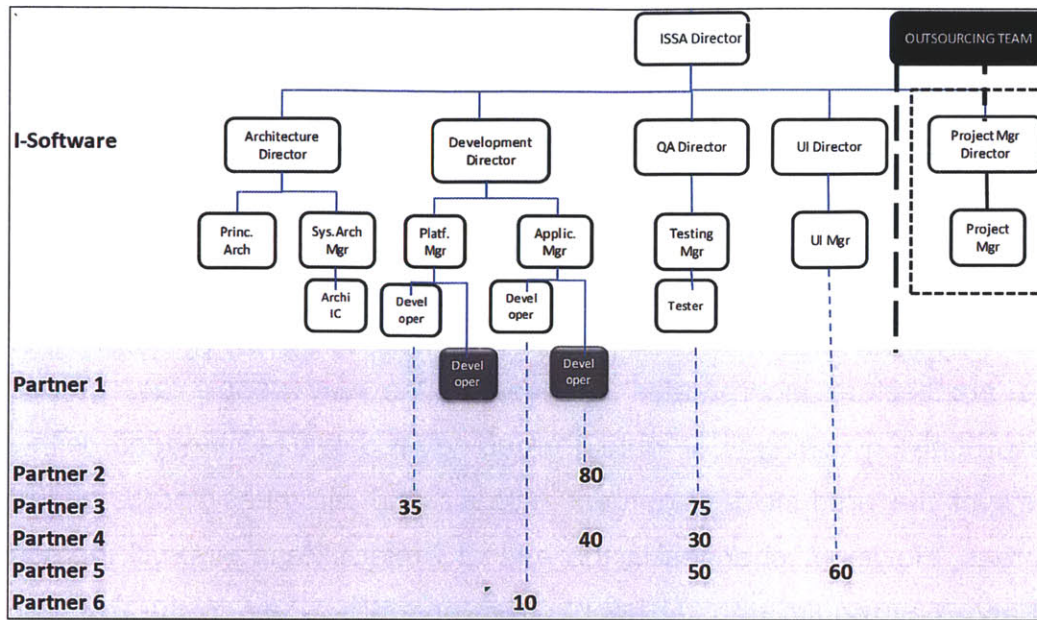 ISSA Director
OUTSOURCING TEAM
I-Software
Architecture
Director
Development
Director
QA Director
UI Director
Project Mgr
Director
Princ.
Arch
Sys.Arch
Mgr
Platf.
Mgr
Applic.
Mgr
Testing
Mgr
UI Mgr
Project
Mgr
Archi
IC
Devel
oper
Devel
oper
Tester
Partner 1
Devel
oper
Devel
oper
Partner 2 80
Partner 3 35 75
Partner 4 40 30
Partner 5 50 60
Partner 6 10